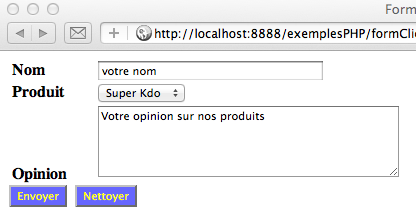 Form
http://localhost:8888/exemplesPHP/formClie
Nom votre nom
Produit Super Kdo
Votre opinion sur nos produits
Opinion
Envoyer Nettoyer